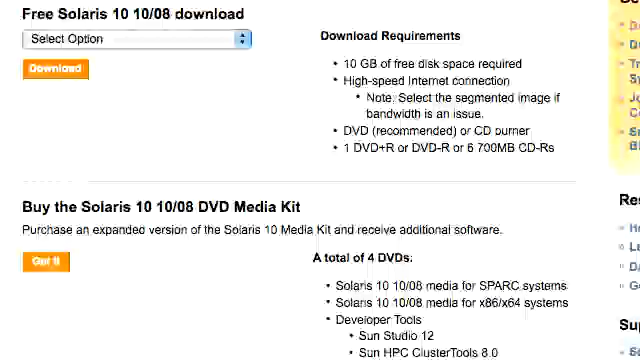 Free Solaris 10 10/08 download
Select Option
Download
Download Requirements
• 10 GB of free disk space required
• High-speed Internet connection
• Note: Select the segmented image if
bandwidth is an issue.
• DVD (recommended) or CD burner
• 1 DVD+R or DVD-R or 6 700MB CD-Rs
Buy the Solaris 10 10/08 DVD Media Kit
Purchase an expanded version of the Solaris 10 Media Kit and receive additional software.
Get It
A total of 4 DVDs:
• Solaris 10 10/08 media for SPARC systems
• Solaris 10 10/08 media for x86/x64 systems
• Developer Tools
• Sun Studio 12
• Sun HPC ClusterTools 8.0